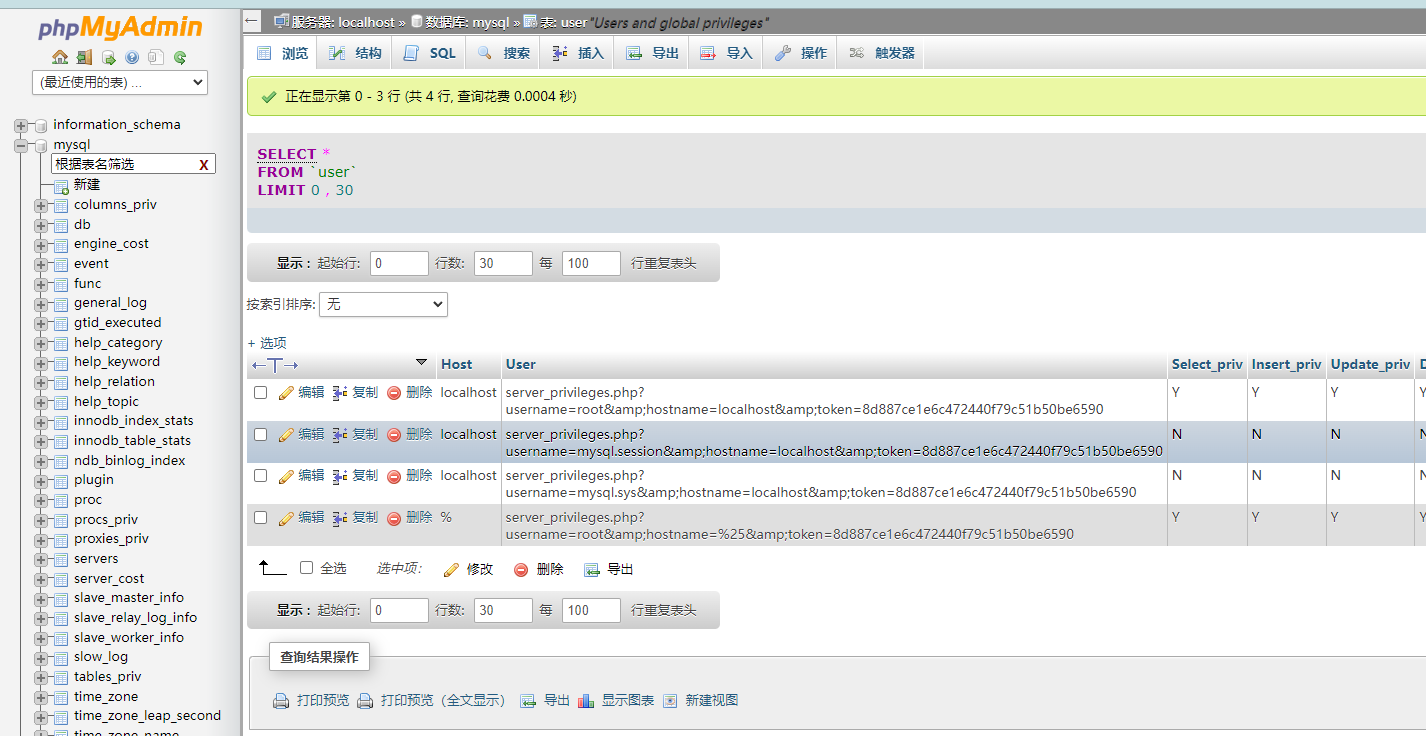 phpMyAdmin
(最近使用的表) ...
information_schema
mysql
根据表名筛选 X
新建
columns_priv
db
engine_cost
event
func
general_log
gtid_executed
help_category
help_keyword
help_relation
help_topic
innodb_index_stats
innodb_table_stats
ndb_binlog_index
plugin
proc
procs_priv
proxies_priv
servers
server_cost
slave_master_info
slave_relay_log_info
slave_worker_info
slow_log
tables_priv
time_zone
time_zone_leap_second
time_zone_name
服务器: localhost » 数据库: mysql » 表: user "Users and global privileges"
浏览 结构 SQL 搜索 插入 导出 导入 操作 触发器
正在显示第 0 - 3 行 (共 4 行, 查询花费 0.0004 秒)
SELECT *
FROM `user`
LIMIT 0 , 30
显示 : 起始行: 0 行数: 30 每 100 行重复表头
按索引排序: 无
+ 选项
←T→ Host User Select_priv Insert_priv Update_priv D
编辑 复制 删除 localhost server_privileges.php? Y Y Y Y
username=root&amp;hostname=localhost&amp;token=8d887ce1e6c472440f79c51b50be6590
编辑 复制 删除 localhost server_privileges.php? N N N N
username=mysql.session&amp;hostname=localhost&amp;token=8d887ce1e6c472440f79c51b50be6590
编辑 复制 删除 localhost server_privileges.php? N N N N
username=mysql.sys&amp;hostname=localhost&amp;token=8d887ce1e6c472440f79c51b50be6590
编辑 复制 删除 % server_privileges.php? Y Y Y Y
username=root&amp;hostname=%25&amp;token=8d887ce1e6c472440f79c51b50be6590
全选 选中项: 修改 删除 导出
显示 : 起始行: 0 行数: 30 每 100 行重复表头
查询结果操作
打印预览 打印预览（全文显示） 导出 显示图表 新建视图